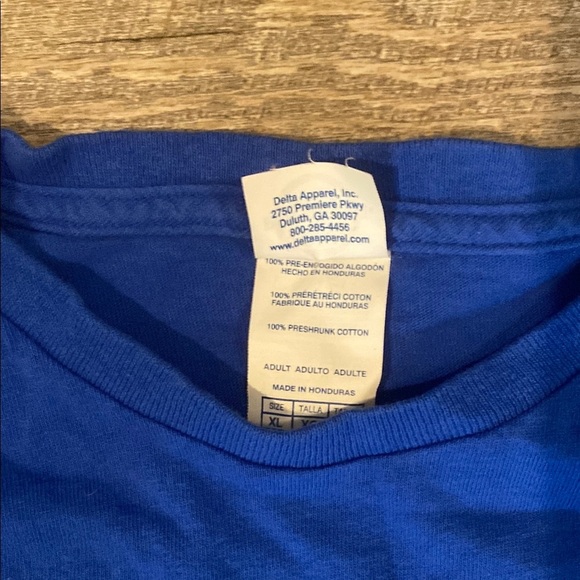 Delta Apparel, Inc.
2750 Premiere Pkwy
Duluth, GA 30097
800-285-4456
www.deltaapparel.com
100% PRE-ENCOGIDO ALGODÓN
HECHO EN HONDURAS
100% PRÉRÉTRÉCI COTON
FABRIQUE AU HONDURAS
100% PRESHRUNK COTTON
ADULT ADULTO ADULTE
MADE IN HONDURAS
SIZE TALLA
XL